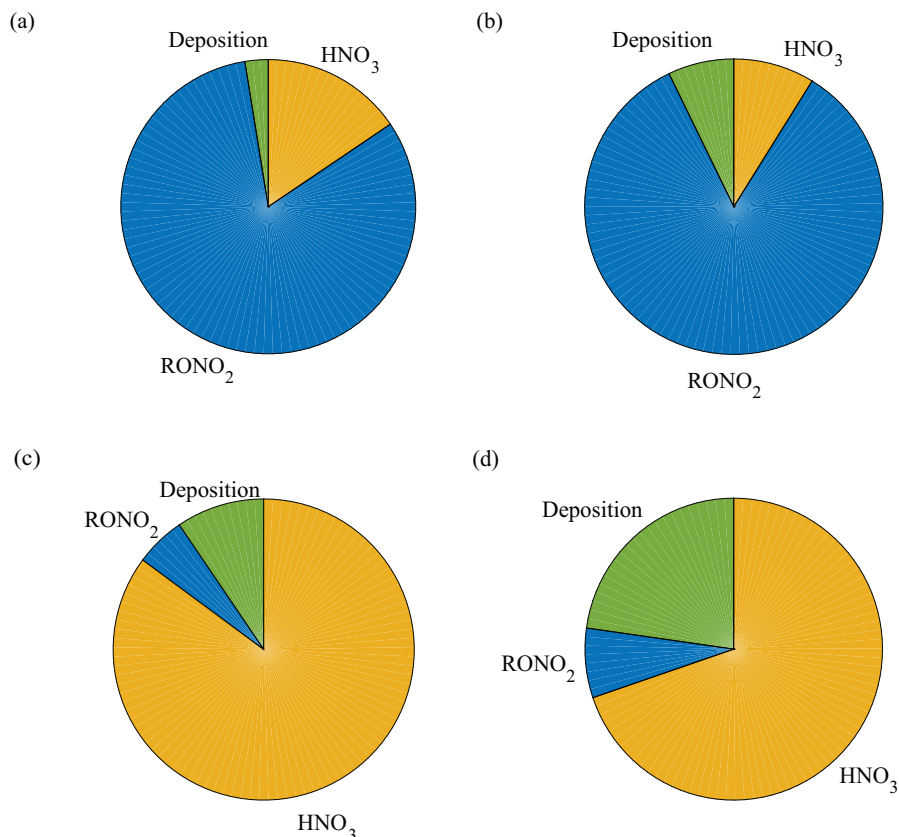 (a)
Deposition
HNO3
RONO2
(b)
Deposition
HNO3
RONO2
(c)
Deposition
RONO2
HNO3
(d)
Deposition
RONO2
HNO3